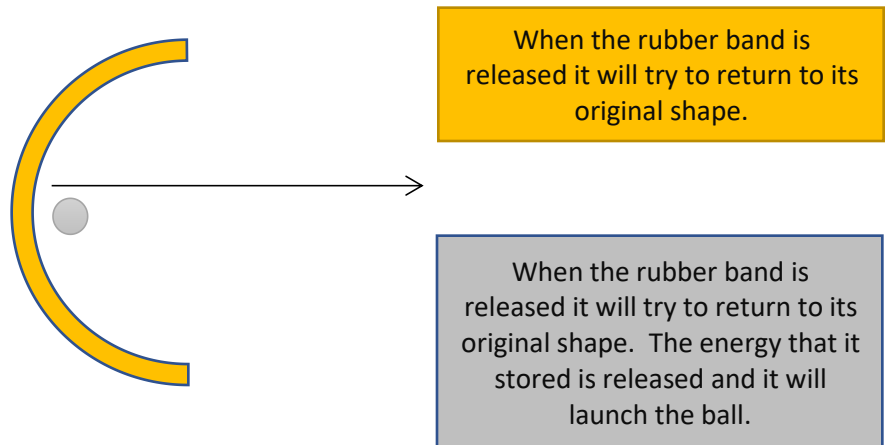 When the rubber band is
released it will try to return to its
original shape.
When the rubber band is
released it will try to return to its
original shape.  The energy that it
stored is released and it will
launch the ball.